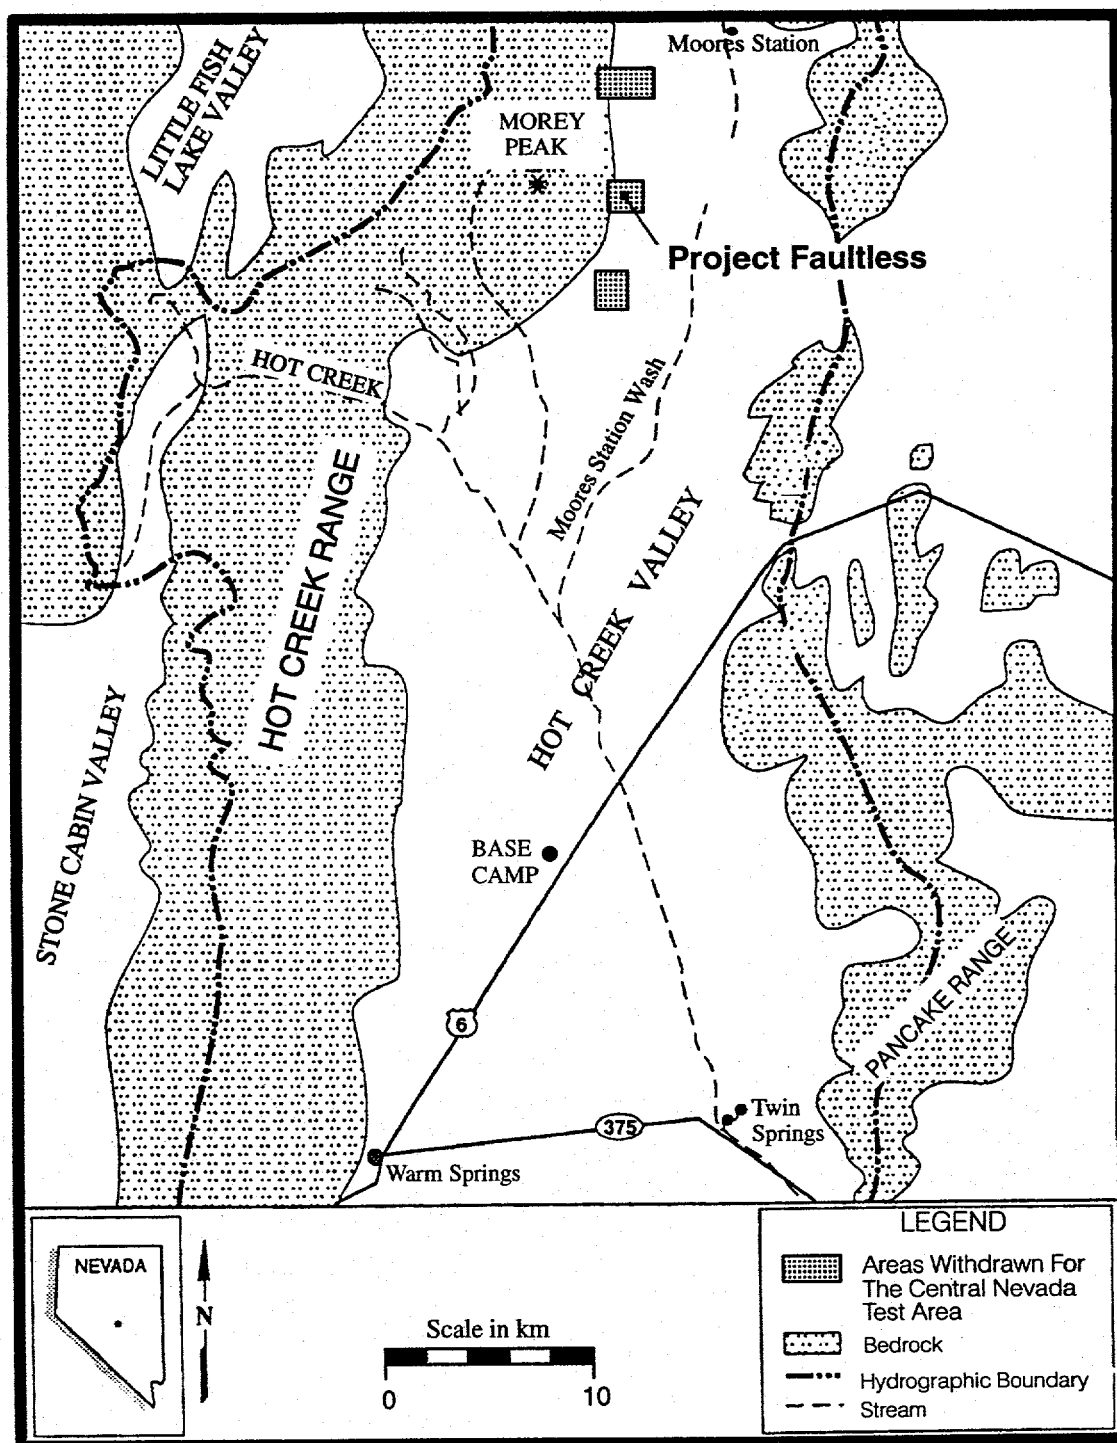 Moores Station
LITTLE FISH
LAKE VALLEY
MOREY
PEAK
Project Faultless
HOT CREEK
Moores Station Wash
HOT CREEK RANGE
HOT CREEK VALLEY
STONE CABIN VALLEY
BASE
CAMP
PANCAKE RANGE
6
375
Twin
Springs
Warm Springs
NEVADA
N
Scale in km
0 10
LEGEND
Areas Withdrawn For
The Central Nevada
Test Area
Bedrock
Hydrographic Boundary
Stream